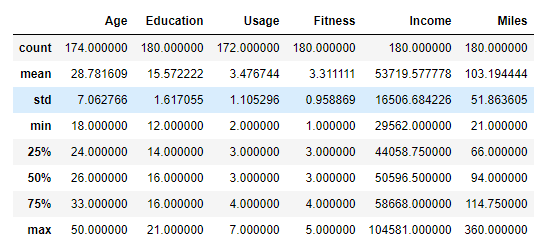 Age Education Usage Fitness Income Miles
count 174.000000 180.000000 172.000000 180.000000 180.000000 180.000000
mean 28.781609 15.572222 3.476744 3.311111 53719.577778 103.194444
std 7.062766 1.617055 1.105296 0.958869 16506.684226 51.863605
min 18.000000 12.000000 2.000000 1.000000 29562.000000 21.000000
25% 24.000000 14.000000 3.000000 3.000000 44058.750000 66.000000
50% 26.000000 16.000000 3.000000 3.000000 50596.500000 94.000000
75% 33.000000 16.000000 4.000000 4.000000 58668.000000 114.750000
max 50.000000 21.000000 7.000000 5.000000 104581.000000 360.000000